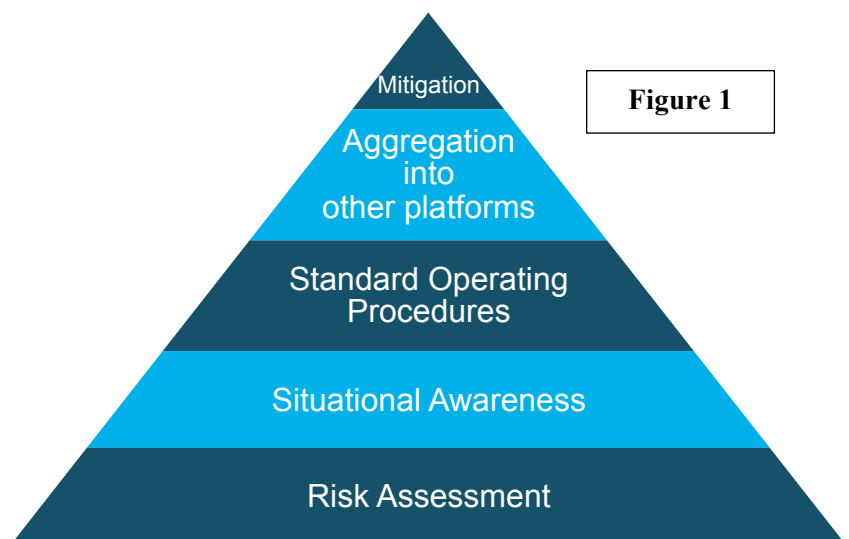 Mitigation
Figure 1
Aggregation
into
other platforms
Standard Operating
Procedures
Situational Awareness
Risk Assessment